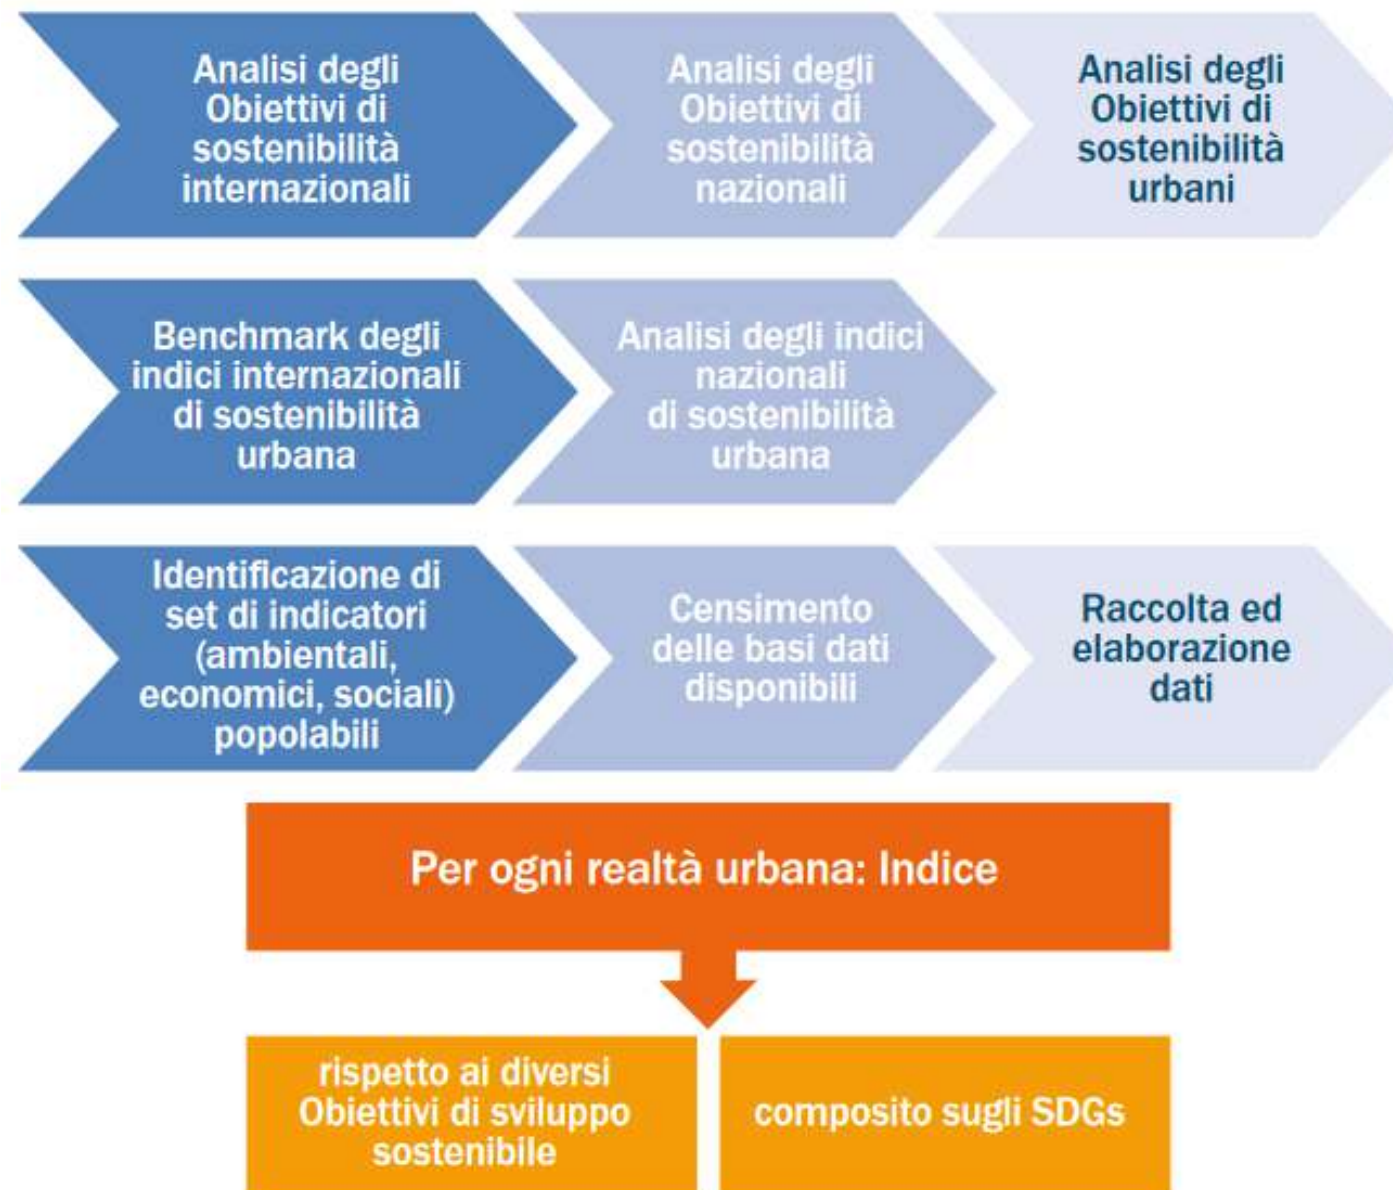 Analisi degli
Obiettivi di
sostenibilità
internazionali
Analisi degli
Obiettivi di
sostenibilità
nazionali
Analisi degli
Obiettivi di
sostenibilità
urbani
Benchmark degli
indici internazionali
di sostenibilità
urbana
Analisi degli indici
nazionali
di sostenibilità
urbana
Identificazione di
set di indicatori
(ambientali,
economici, sociali)
popolabili
Censimento
delle basi dati
disponibili
Raccolta ed
elaborazione
dati
Per ogni realtà urbana: Indice
rispetto ai diversi
Obiettivi di sviluppo
sostenibile
composito sugli SDGs